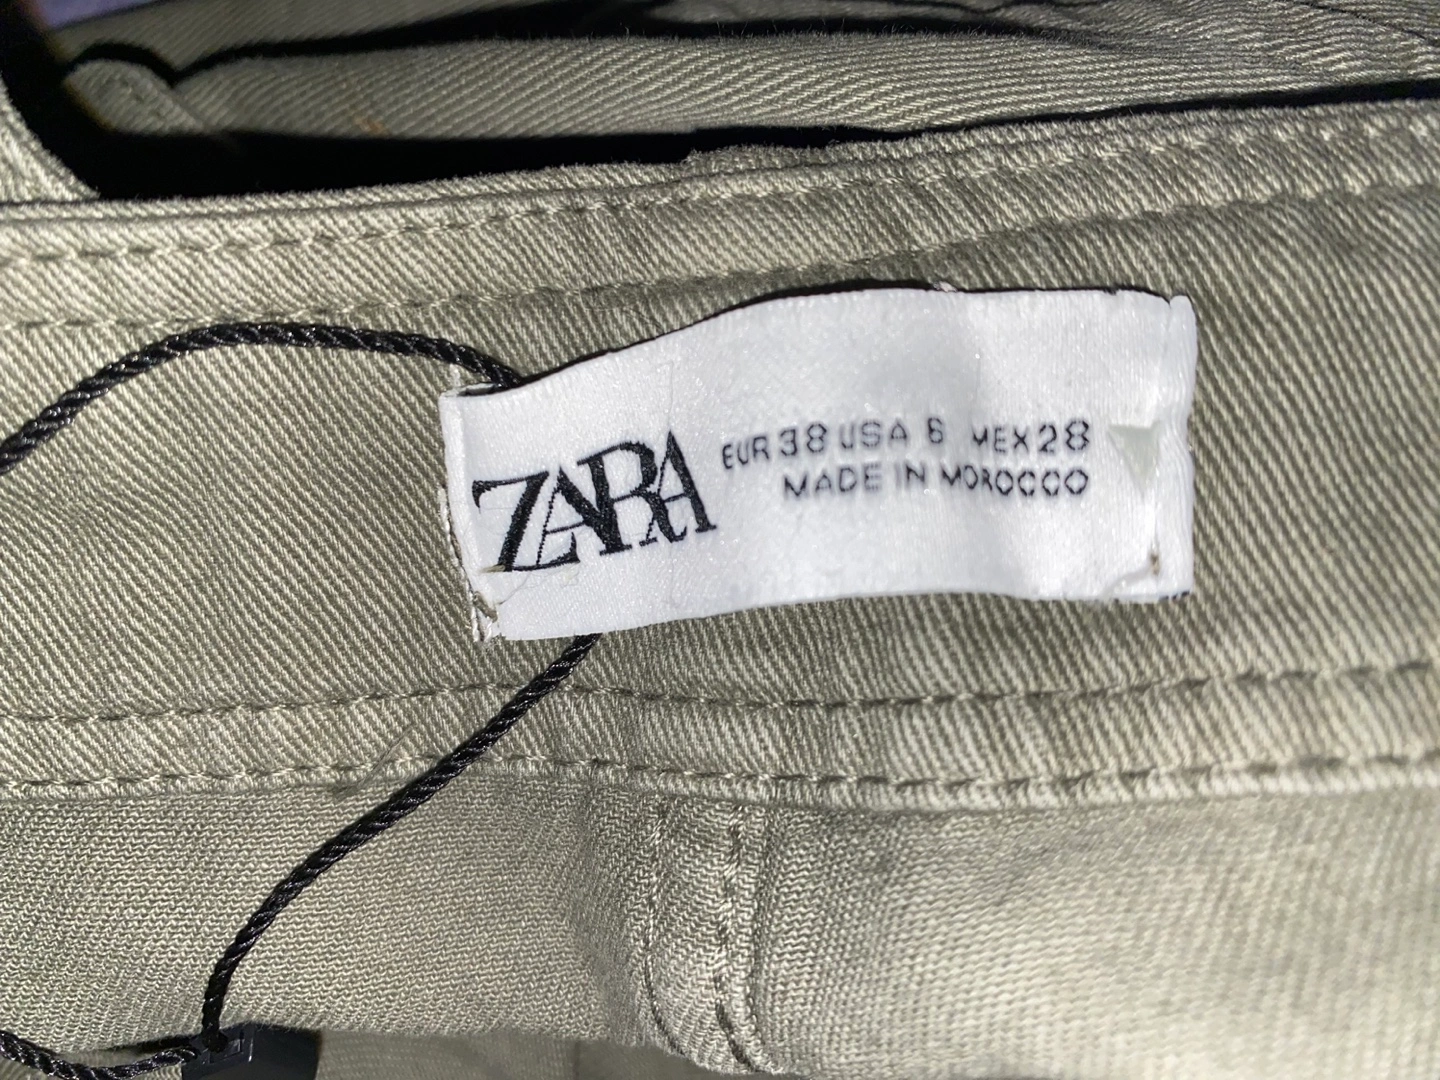 ZARA
EUR 38 USA 6 MEX 28
MADE IN MOROCCO